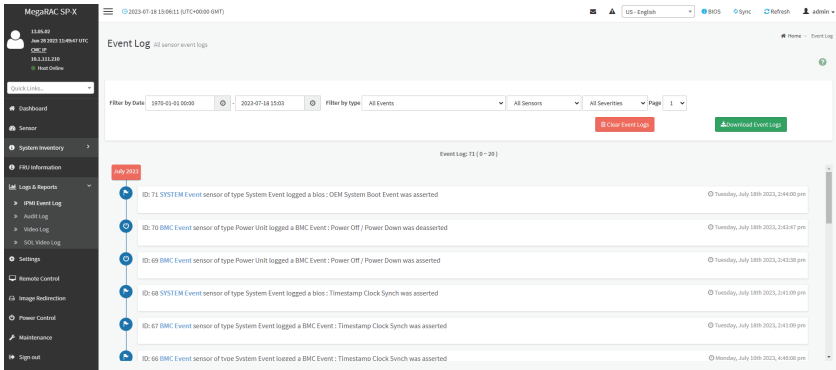 MegaRAC SP-X
2023-07-18 15:06:11 (UTC+00:00 GMT)
US - English
BIOS
Sync
Refresh
admin
13.05.02
Jun 28 2023 11:49:47 UTC
CMC IP
10.1.111.210
Host Online
Quick Links...
Dashboard
Sensor
System Inventory
FRU Information
Logs & Reports
IPMI Event Log
Audit Log
Video Log
SOL Video Log
Settings
Remote Control
Image Redirection
Power Control
Maintenance
Sign out
Event Log All sensor event logs
Home > Event Log
Filter by Date 1970-01-01 00:00 - 2023-07-18 15:03 Filter by type All Events All Sensors All Severities Page 1
Clear Event Logs Download Event Logs
Event Log: 71 ( 0 – 20 )
July 2023
ID: 71 SYSTEM Event sensor of type System Event logged a bios : OEM System Boot Event was asserted Tuesday, July 18th 2023, 2:44:00 pm
ID: 70 BMC Event sensor of type Power Unit logged a BMC Event : Power Off / Power Down was deasserted Tuesday, July 18th 2023, 2:43:47 pm
ID: 69 BMC Event sensor of type Power Unit logged a BMC Event : Power Off / Power Down was asserted Tuesday, July 18th 2023, 2:43:38 pm
ID: 68 SYSTEM Event sensor of type System Event logged a bios : Timestamp Clock Synch was asserted Tuesday, July 18th 2023, 2:41:09 pm
ID: 67 BMC Event sensor of type System Event logged a BMC Event : Timestamp Clock Synch was asserted Tuesday, July 18th 2023, 2:41:09 pm
ID: 66 BMC Event sensor of type System Event logged a BMC Event : Timestamp Clock Synch was asserted Monday, July 10th 2023, 4:46:08 pm